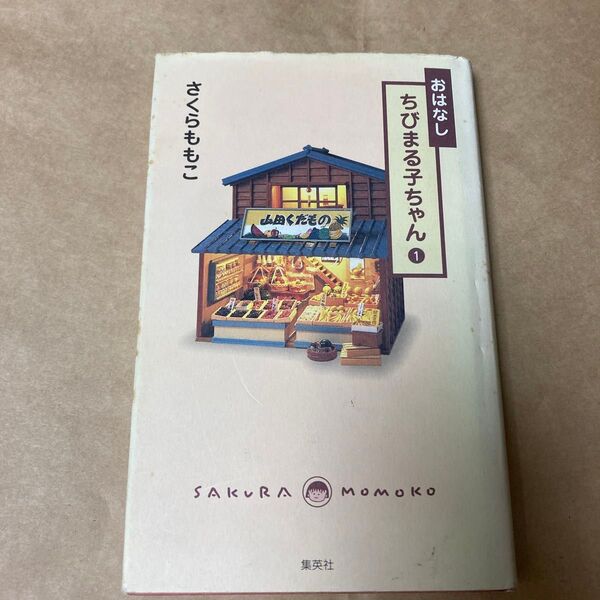 おはなし
ちびまる子ちゃん❶
さくらももこ
山田くだもの
SAKURA MOMOKO
集英社